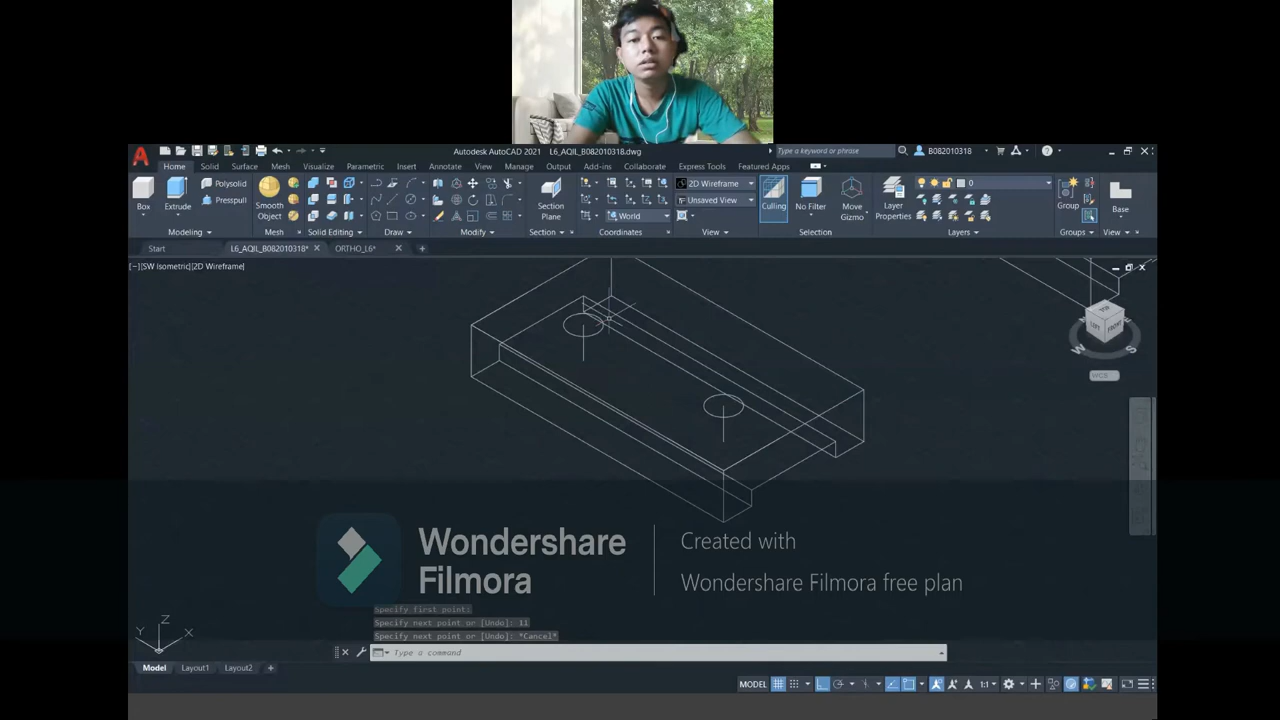 Autodesk AutoCAD 2021 L6_AQIL_B082010318.dwg
Type a keyword or phrase
B082010318
Home Solid Surface Mesh Visualize Parametric Insert Annotate View Manage Output Add-ins Collaborate Express Tools Featured Apps
Box
Extrude
Polysolid
Presspull
Smooth
Object
Section
Plane
World
2D Wireframe
Unsaved View
Culling
No Filter
Move
Gizmo
Layer
Properties
0
Group
Base
Modeling Mesh Solid Editing Draw Modify Section Coordinates View Selection Layers Groups View
Start L6_AQIL_B082010318* ORTHO_L6* +
[-][SW Isometric][2D Wireframe]
TOP
LEFT
FRONT
W
S
WCS
Wondershare
Filmora
Created with
Wondershare Filmora free plan
Z
Y
X
Specify first point:
Specify next point or [Undo]: 11
Specify next point or [Undo]: *Cancel*
Type a command
Model Layout1 Layout2 +
MODEL
1:1